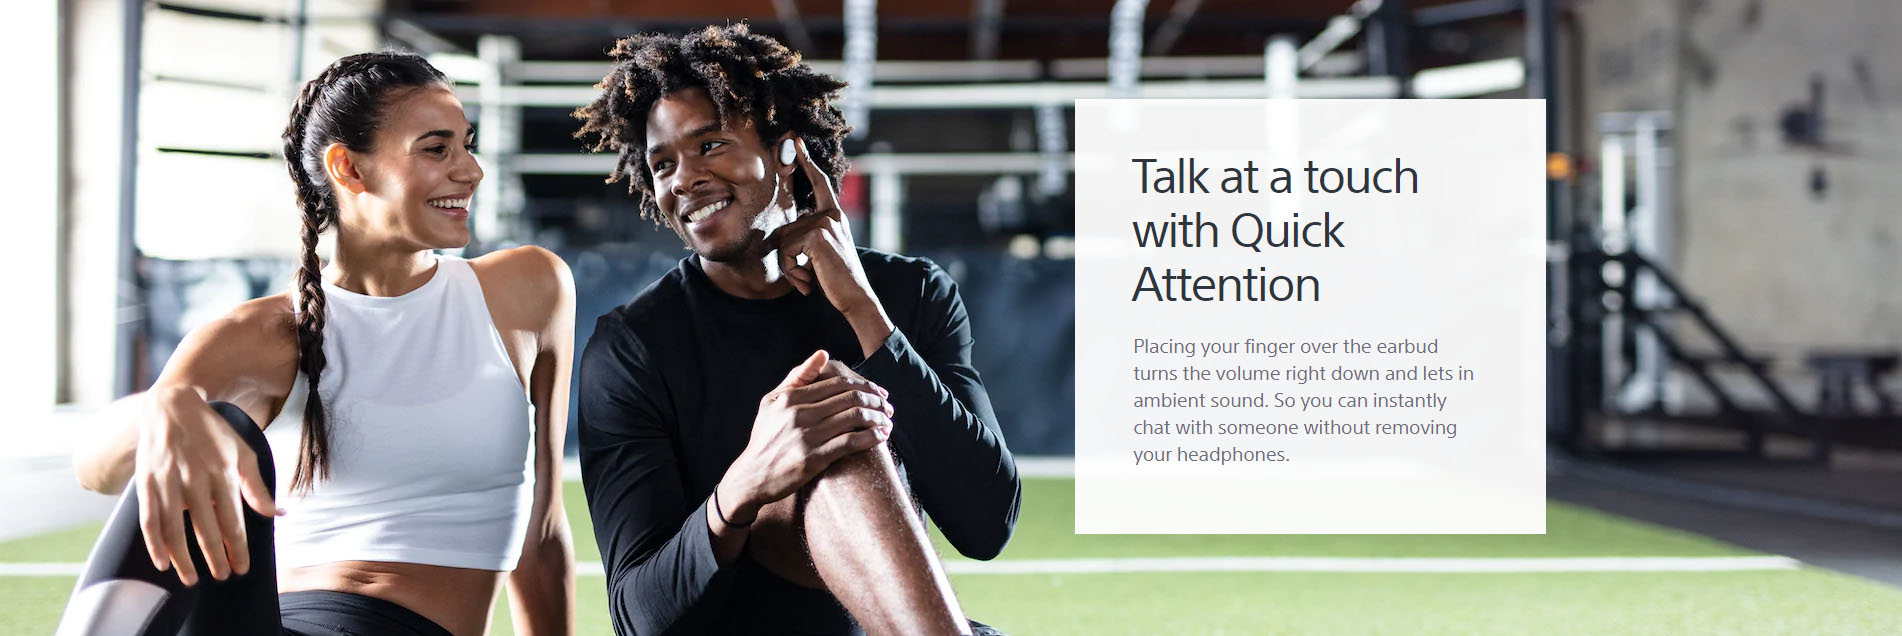 Talk at a touch
with Quick
Attention
Placing your finger over the earbud
turns the volume right down and lets in
ambient sound. So you can instantly
chat with someone without removing
your headphones.